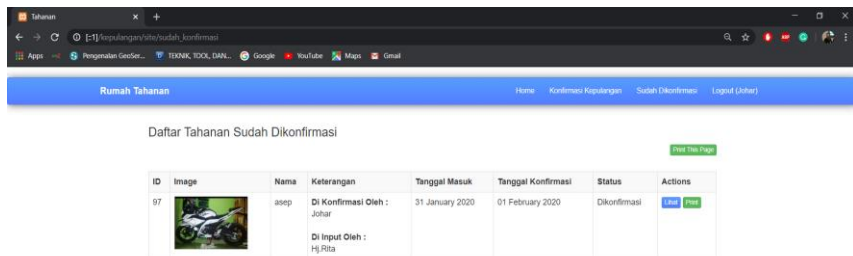 Tahanan
[::1]/kepulangan/site/sudah_konfirmasi
Apps Pengenalan GeoSer... TEKNIK, TOOL, DAN... Google YouTube Maps Gmail
Rumah Tahanan Home Konfirmasi Kepulangan Sudah Dikonfirmasi Logout (Johar)
Daftar Tahanan Sudah Dikonfirmasi
Print This Page
ID Image Nama Keterangan Tanggal Masuk Tanggal Konfirmasi Status Actions
97 asep Di Konfirmasi Oleh : 31 January 2020 01 February 2020 Dikonfirmasi Lihat Print
Johar
Di Input Oleh :
Hj.Rita